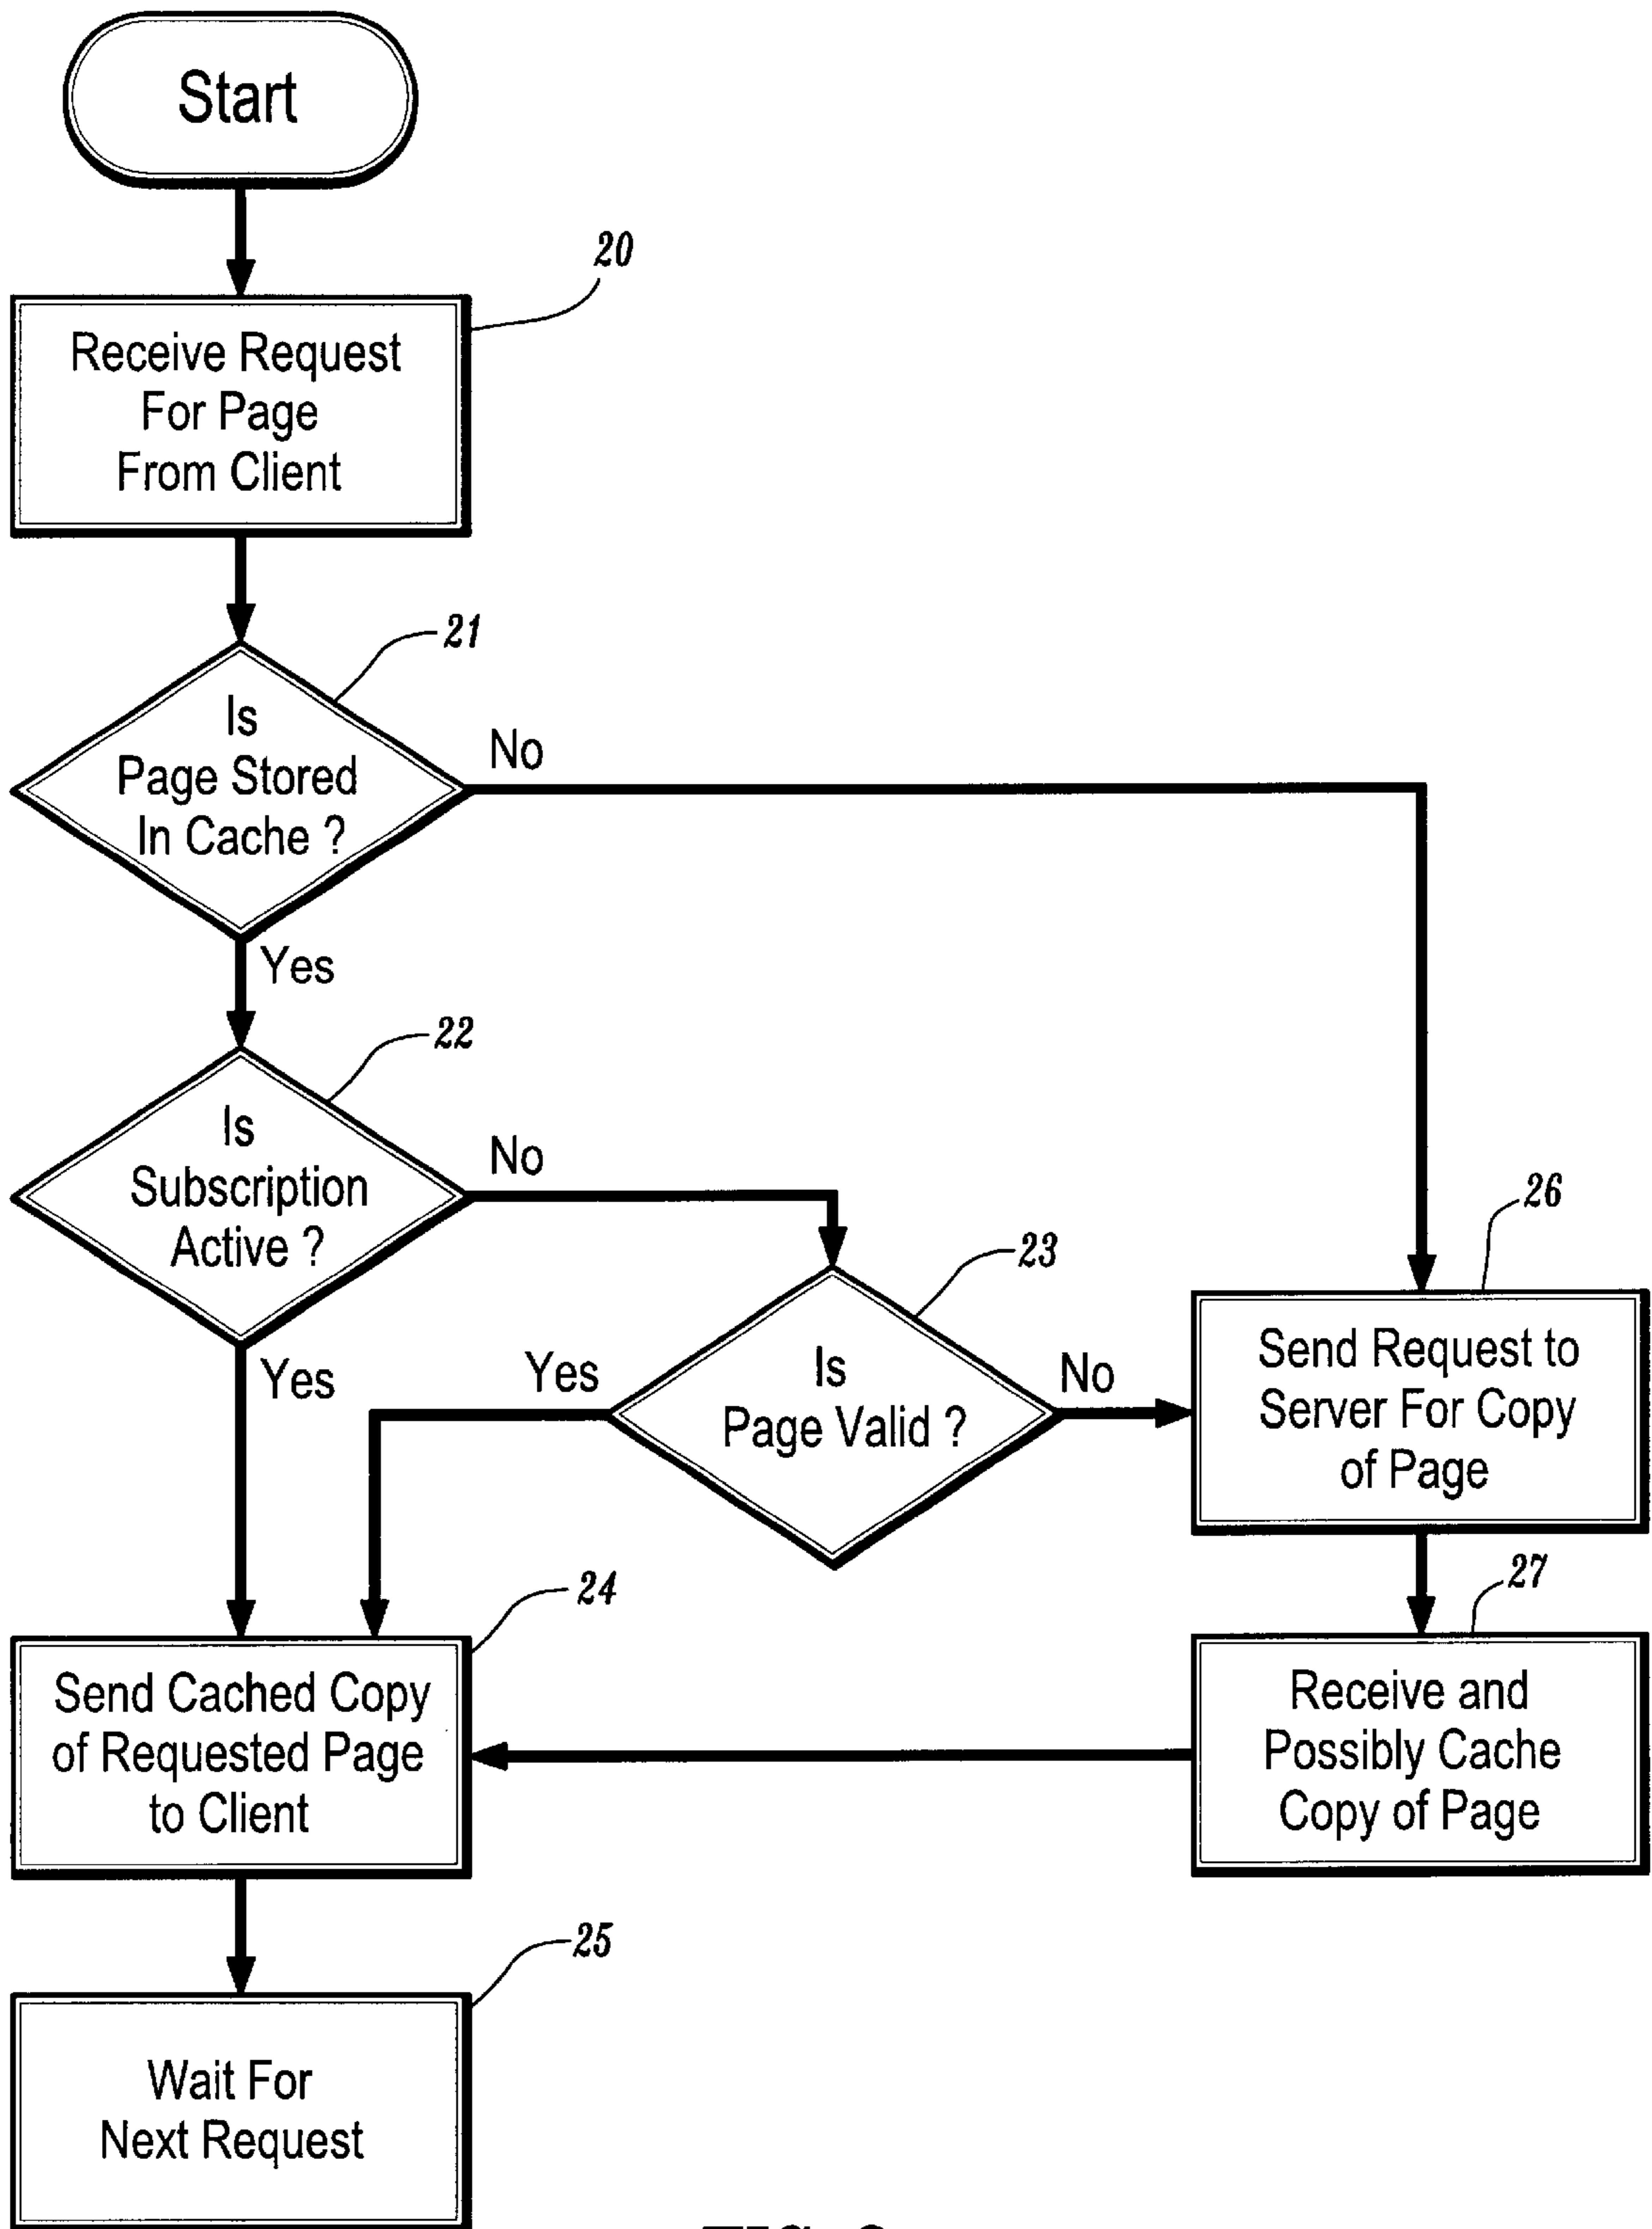 Start
20
Receive Request
For Page
From Client
21
Is
Page Stored
In Cache ?
No
Yes
22
Is
Subscription
Active ?
No
Yes
23
Is
Page Valid ?
Yes
No
26
Send Request to
Server For Copy
of Page
27
Receive and
Possibly Cache
Copy of Page
24
Send Cached Copy
of Requested Page
to Client
25
Wait For
Next Request